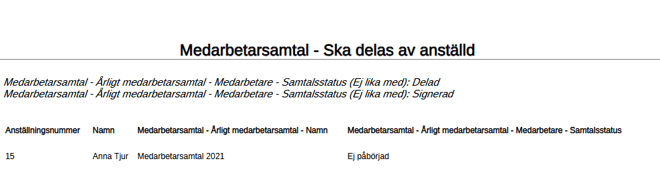 Medarbetarsamtal - Ska delas av anställd
Medarbetarsamtal - Årligt medarbetarsamtal - Medarbetare - Samtalsstatus (Ej lika med): Delad
Medarbetarsamtal - Årligt medarbetarsamtal - Medarbetare - Samtalsstatus (Ej lika med): Signerad
Anställningsnummer Namn Medarbetarsamtal - Årligt medarbetarsamtal - Namn Medarbetarsamtal - Årligt medarbetarsamtal - Medarbetare - Samtalsstatus
15 Anna Tjur Medarbetarsamtal 2021 Ej påbörjad